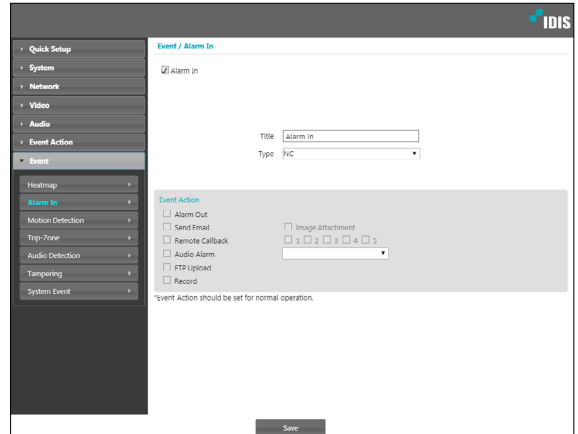 IDIS
Quick Setup
System
Network
Video
Audio
Event Action
Event
Heatmap
Alarm In
Motion Detection
Trip-Zone
Audio Detection
Tampering
System Event
Event / Alarm In
Alarm In
Title Alarm In
Type NC
Event Action
Alarm Out
Send Email Image Attachment
Remote Callback 1 2 3 4 5
Audio Alarm
FTP Upload
Record
*Event Action should be set for normal operation.
Save